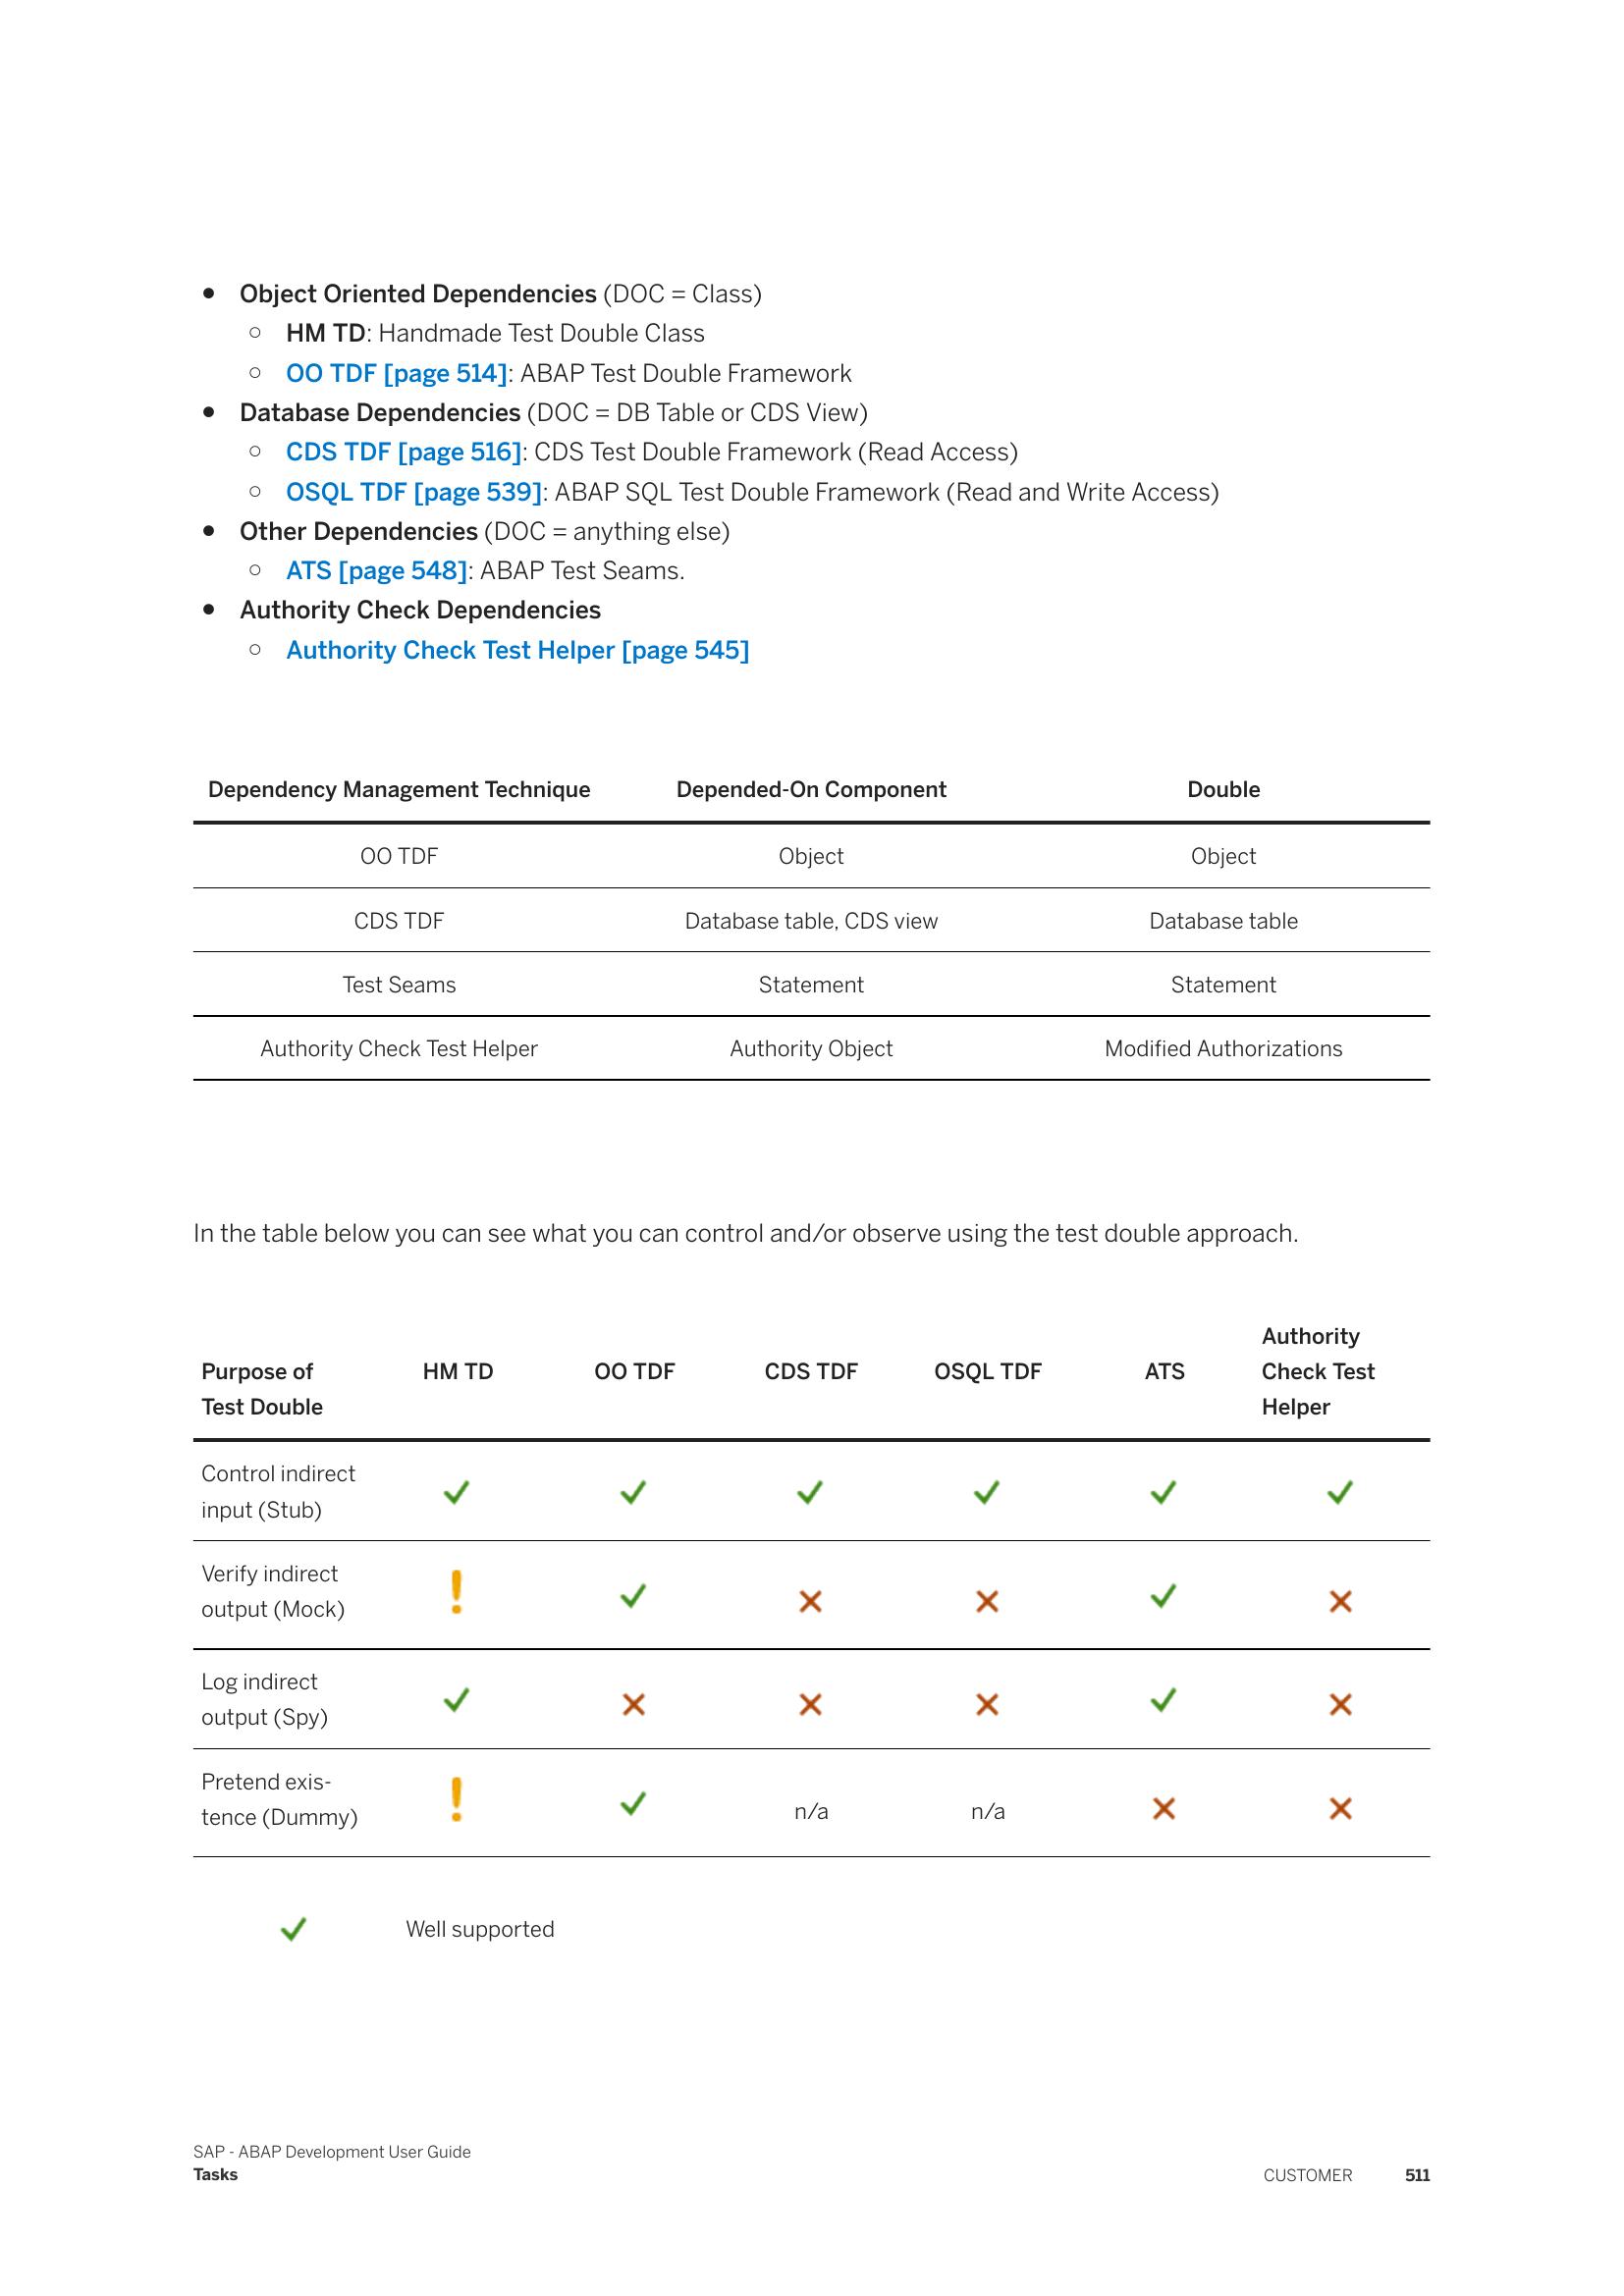 • Object Oriented Dependencies (DOC = Class)
○ HM TD: Handmade Test Double Class
○ OO TDF [page 514]: ABAP Test Double Framework
• Database Dependencies (DOC = DB Table or CDS View)
○ CDS TDF [page 516]: CDS Test Double Framework (Read Access)
○ OSQL TDF [page 539]: ABAP SQL Test Double Framework (Read and Write Access)
• Other Dependencies (DOC = anything else)
○ ATS [page 548]: ABAP Test Seams.
• Authority Check Dependencies
○ Authority Check Test Helper [page 545]
Dependency Management Technique Depended-On Component Double
OO TDF Object Object
CDS TDF Database table, CDS view Database table
Test Seams Statement Statement
Authority Check Test Helper Authority Object Modified Authorizations
In the table below you can see what you can control and/or observe using the test double approach.
Authority
Purpose of HM TD OO TDF CDS TDF OSQL TDF ATS Check Test
Test Double Helper
Control indirect
input (Stub) ✓ ✓ ✓ ✓ ✓ ✓
Verify indirect
output (Mock) ! ✓ ✗ ✗ ✓ ✗
Log indirect
output (Spy) ✓ ✗ ✗ ✗ ✓ ✗
Pretend exis-
tence (Dummy) ! ✓ n/a n/a ✗ ✗
✓ Well supported
SAP - ABAP Development User Guide
Tasks CUSTOMER 511